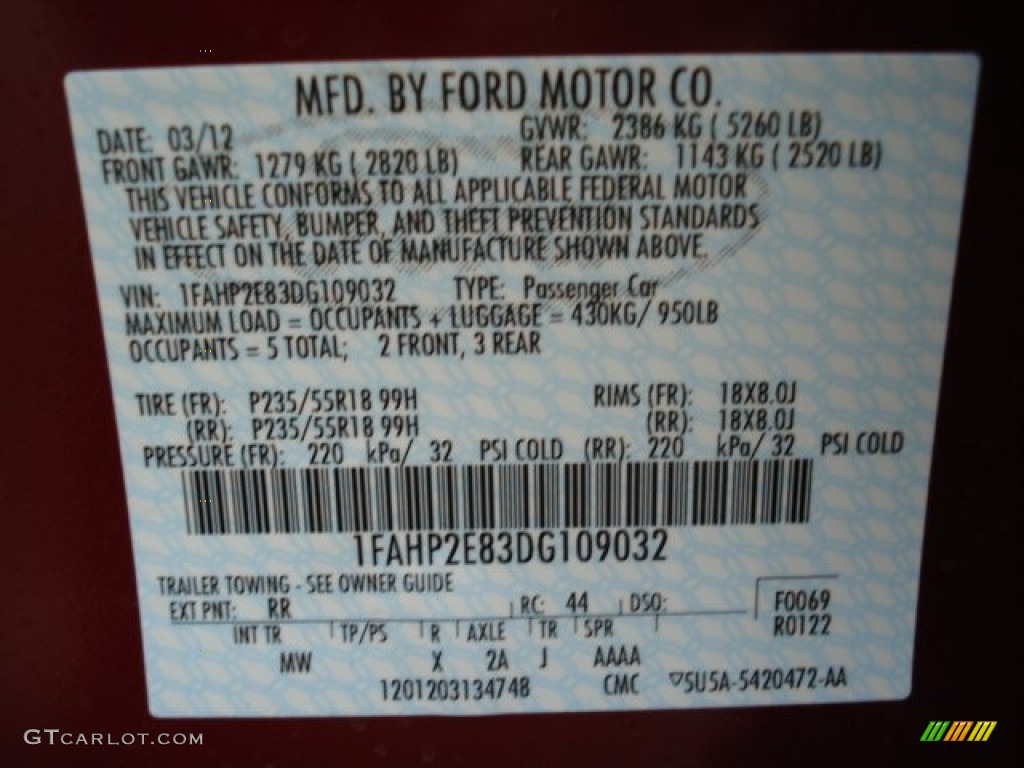 MFD. BY FORD MOTOR CO.
DATE: 03/12 GVWR: 2386 KG ( 5260 LB)
FRONT GAWR: 1279 KG ( 2820 LB) REAR GAWR: 1143 KG ( 2520 LB)
THIS VEHICLE CONFORMS TO ALL APPLICABLE FEDERAL MOTOR
VEHICLE SAFETY, BUMPER, AND THEFT PREVENTION STANDARDS
IN EFFECT ON THE DATE OF MANUFACTURE SHOWN ABOVE.
VIN: 1FAHP2E83DG109032 TYPE: Passenger Car
MAXIMUM LOAD = OCCUPANTS + LUGGAGE = 430KG/ 950LB
OCCUPANTS = 5 TOTAL; 2 FRONT, 3 REAR
TIRE (FR): P235/55R18 99H RIMS (FR): 18X8.0J
(RR): P235/55R18 99H (RR): 18X8.0J
PRESSURE (FR): 220 kPa/ 32 PSI COLD (RR): 220 kPa/ 32 PSI COLD
1FAHP2E83DG109032
TRAILER TOWING - SEE OWNER GUIDE
EXT PNT: RR RC: 44 DSO: F0069
INT TR TP/PS R AXLE TR SPR R0122
MW X 2A J AAAA
1201203134748 CMC ▽5U5A-5420472-AA
GTCARLOT.COM